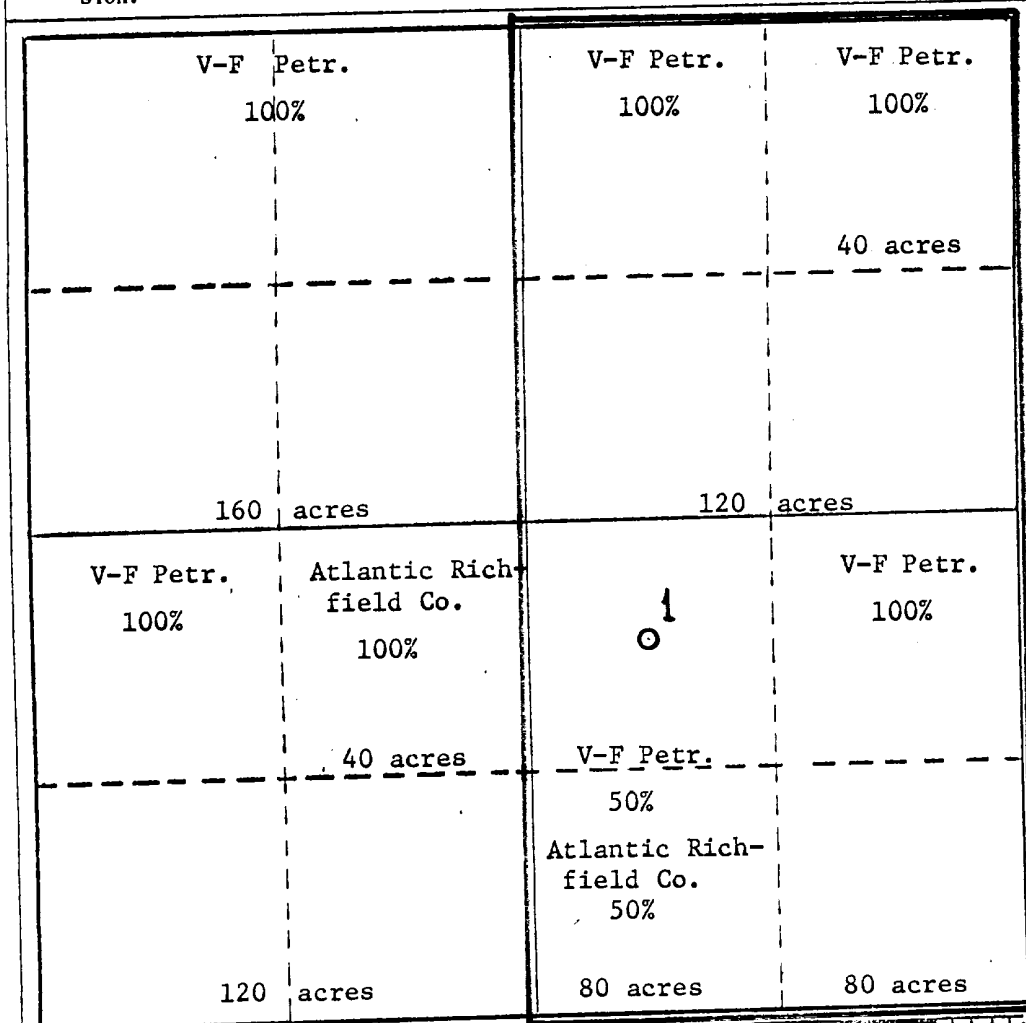 V-F Petr.
100%
V-F Petr.
100%
V-F Petr.
100%
40 acres
160 acres
120 acres
V-F Petr.
100%
Atlantic Rich-
field Co.
100%
40 acres
120 acres
1
V-F Petr.
50%
Atlantic Rich-
field Co.
50%
80 acres
V-F Petr.
100%
80 acres